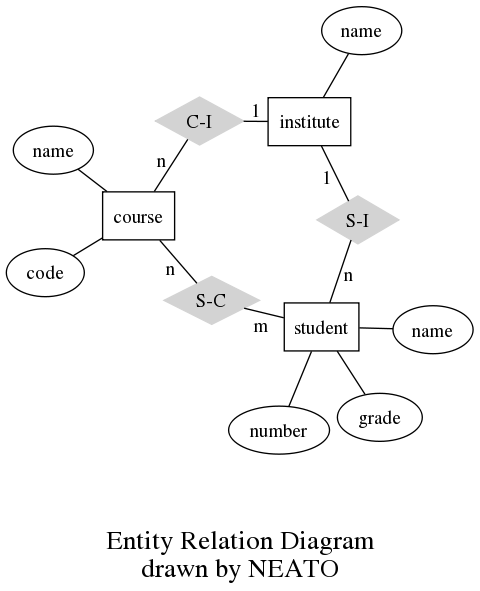 name
C-I
1
institute
name
n
1
course
S-I
code
n
n
S-C
m
student
name
number
grade
Entity Relation Diagram
drawn by NEATO